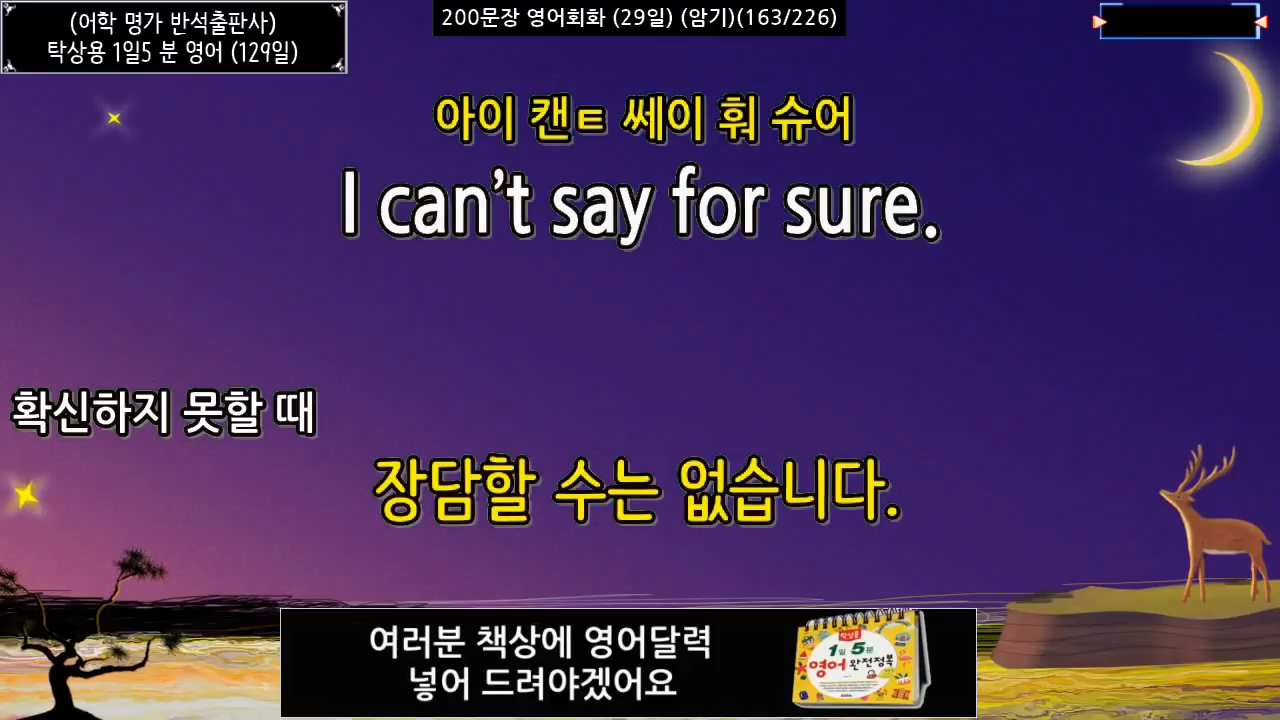 (어학 명가 반석출판사)
탁상용 1일5 분 영어 (129일)
200문장 영어회화 (29일) (암기)(163/226)
아이 캔ㅌ 쎄이 훠 슈어
I can't say for sure.
확신하지 못할 때
장담할 수는 없습니다.
여러분 책상에 영어달력
넣어 드려야겠어요
탁상용
1일 5분
영어 완전정복